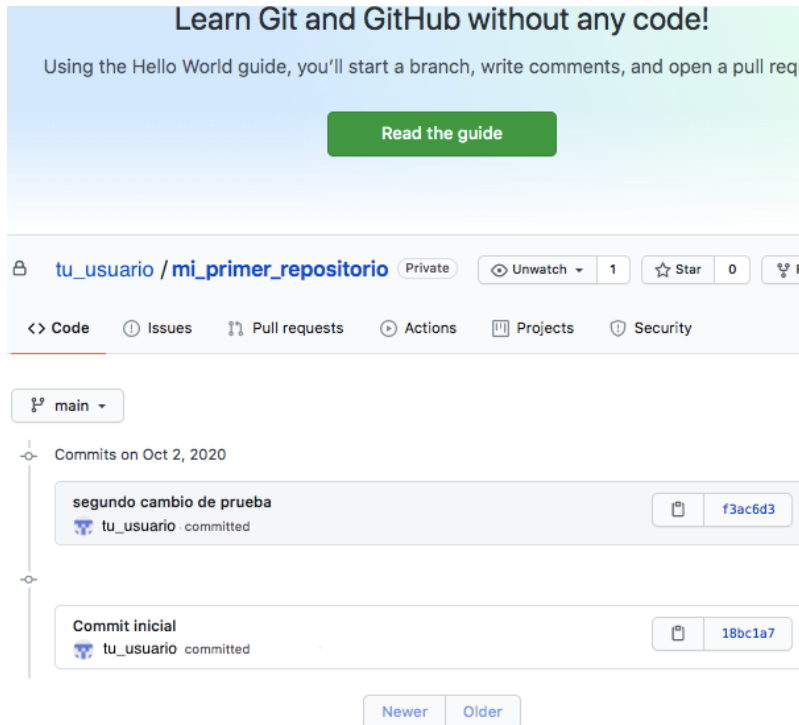 Learn Git and GitHub without any code!
Using the Hello World guide, you'll start a branch, write comments, and open a pull
Read the guide
tu_usuario / mi_primer_repositorio Private Unwatch 1 Star 0
Code Issues Pull requests Actions Projects Security
main
Commits on Oct 2, 2020
segundo cambio de prueba
tu_usuario committed
f3ac6d3
Commit inicial
tu_usuario committed
18bc1a7
Newer Older